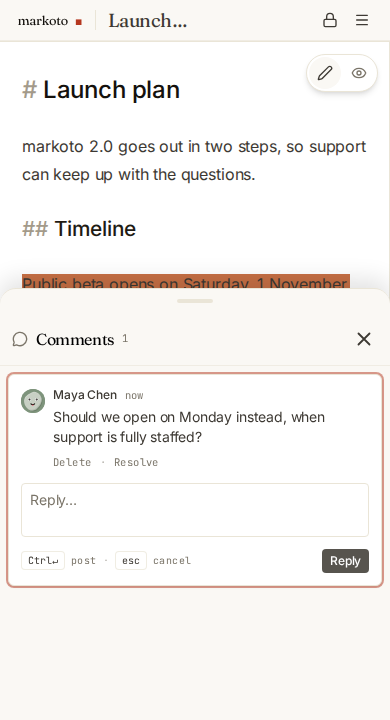 markoto
Launch...
# Launch plan
markoto 2.0 goes out in two steps, so support
can keep up with the questions.
## Timeline
Public beta opens on Saturday, 1 November
Comments 1
Maya Chen now
Should we open on Monday instead, when
support is fully staffed?
Delete · Resolve
Reply...
Ctrl↵ post · esc cancel
Reply